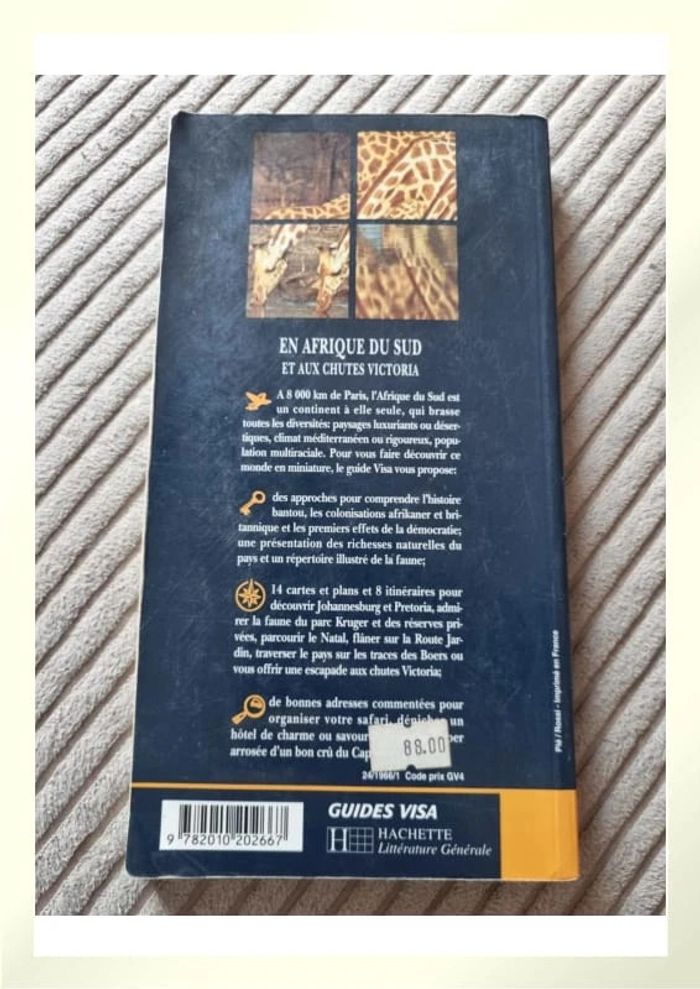 EN AFRIQUE DU SUD
ET AUX CHUTES VICTORIA
A 8 000 km de Paris, l'Afrique du Sud est
un continent à elle seule, qui brasse
toutes les diversités: paysages luxuriants ou déser-
tiques, climat méditerranéen ou rigoureux, popu-
lation multiraciale. Pour vous faire découvrir ce
monde en miniature, le guide Visa vous propose:
des approches pour comprendre l'histoire
bantou, les colonisations afrikaner et bri-
tannique et les premiers effets de la démocratie;
une présentation des richesses naturelles du
pays et un répertoire illustré de la faune;
14 cartes et plans et 8 itinéraires pour
découvrir Johannesburg et Pretoria, admi-
rer la faune du parc Kruger et des réserves pri-
vées, parcourir le Natal, flâner sur la Route Jar-
din, traverser le pays sur les traces des Boers ou
vous offrir une escapade aux chutes Victoria;
de bonnes adresses commentées pour
organiser votre safari, dénicher un
hôtel de charme ou savour
arrosée d'un bon crû du Cap
88.00
24/1966/1 Code prix GV4
Pié / Rossi - Imprimé en France
9 782010 202667
GUIDES VISA
H HACHETTE
Littérature Générale